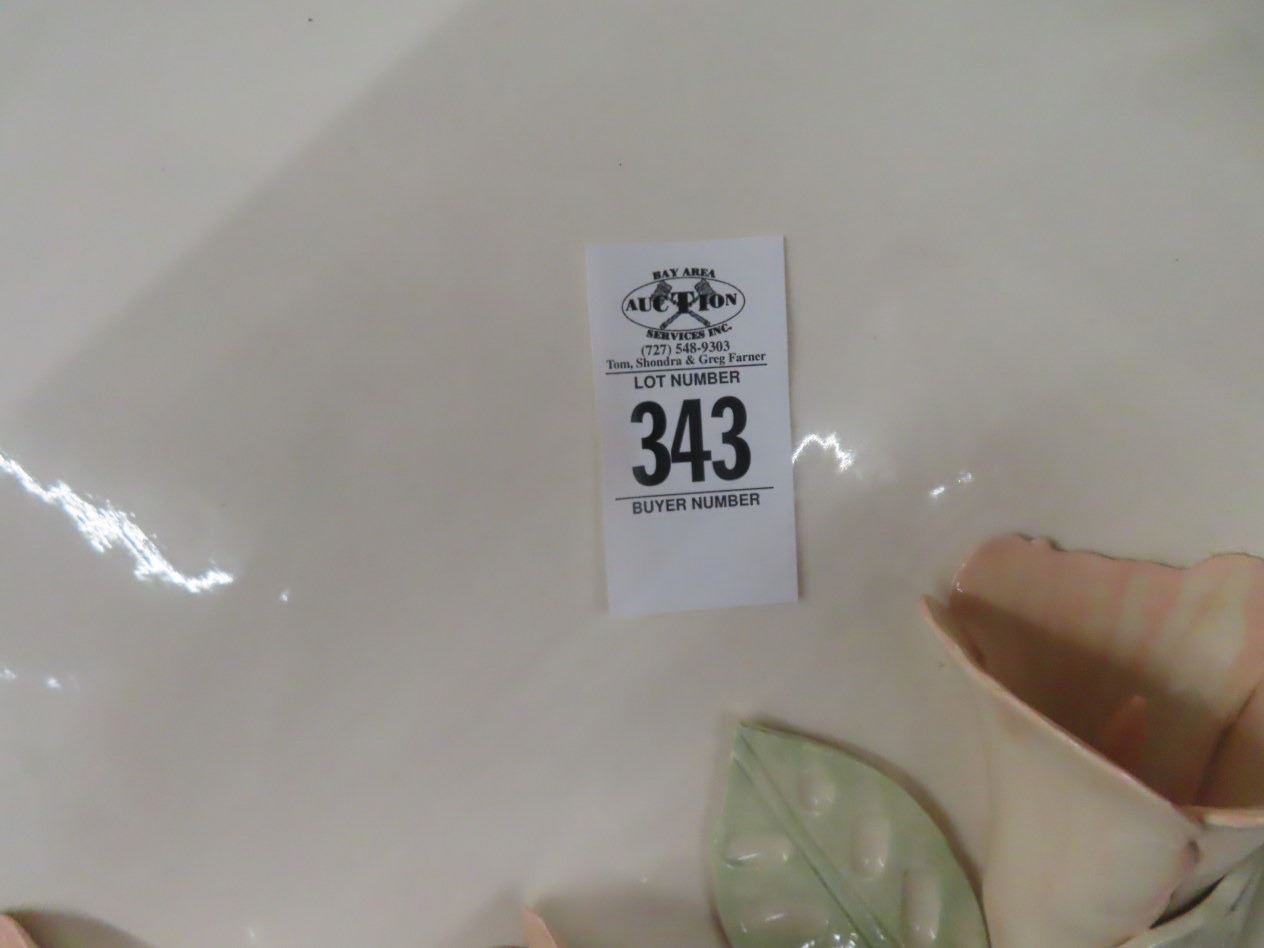 BAY AREA
AUCTION
SERVICES INC.
(727) 548-9303
Tom, Shondra & Greg Farner
LOT NUMBER
343
BUYER NUMBER